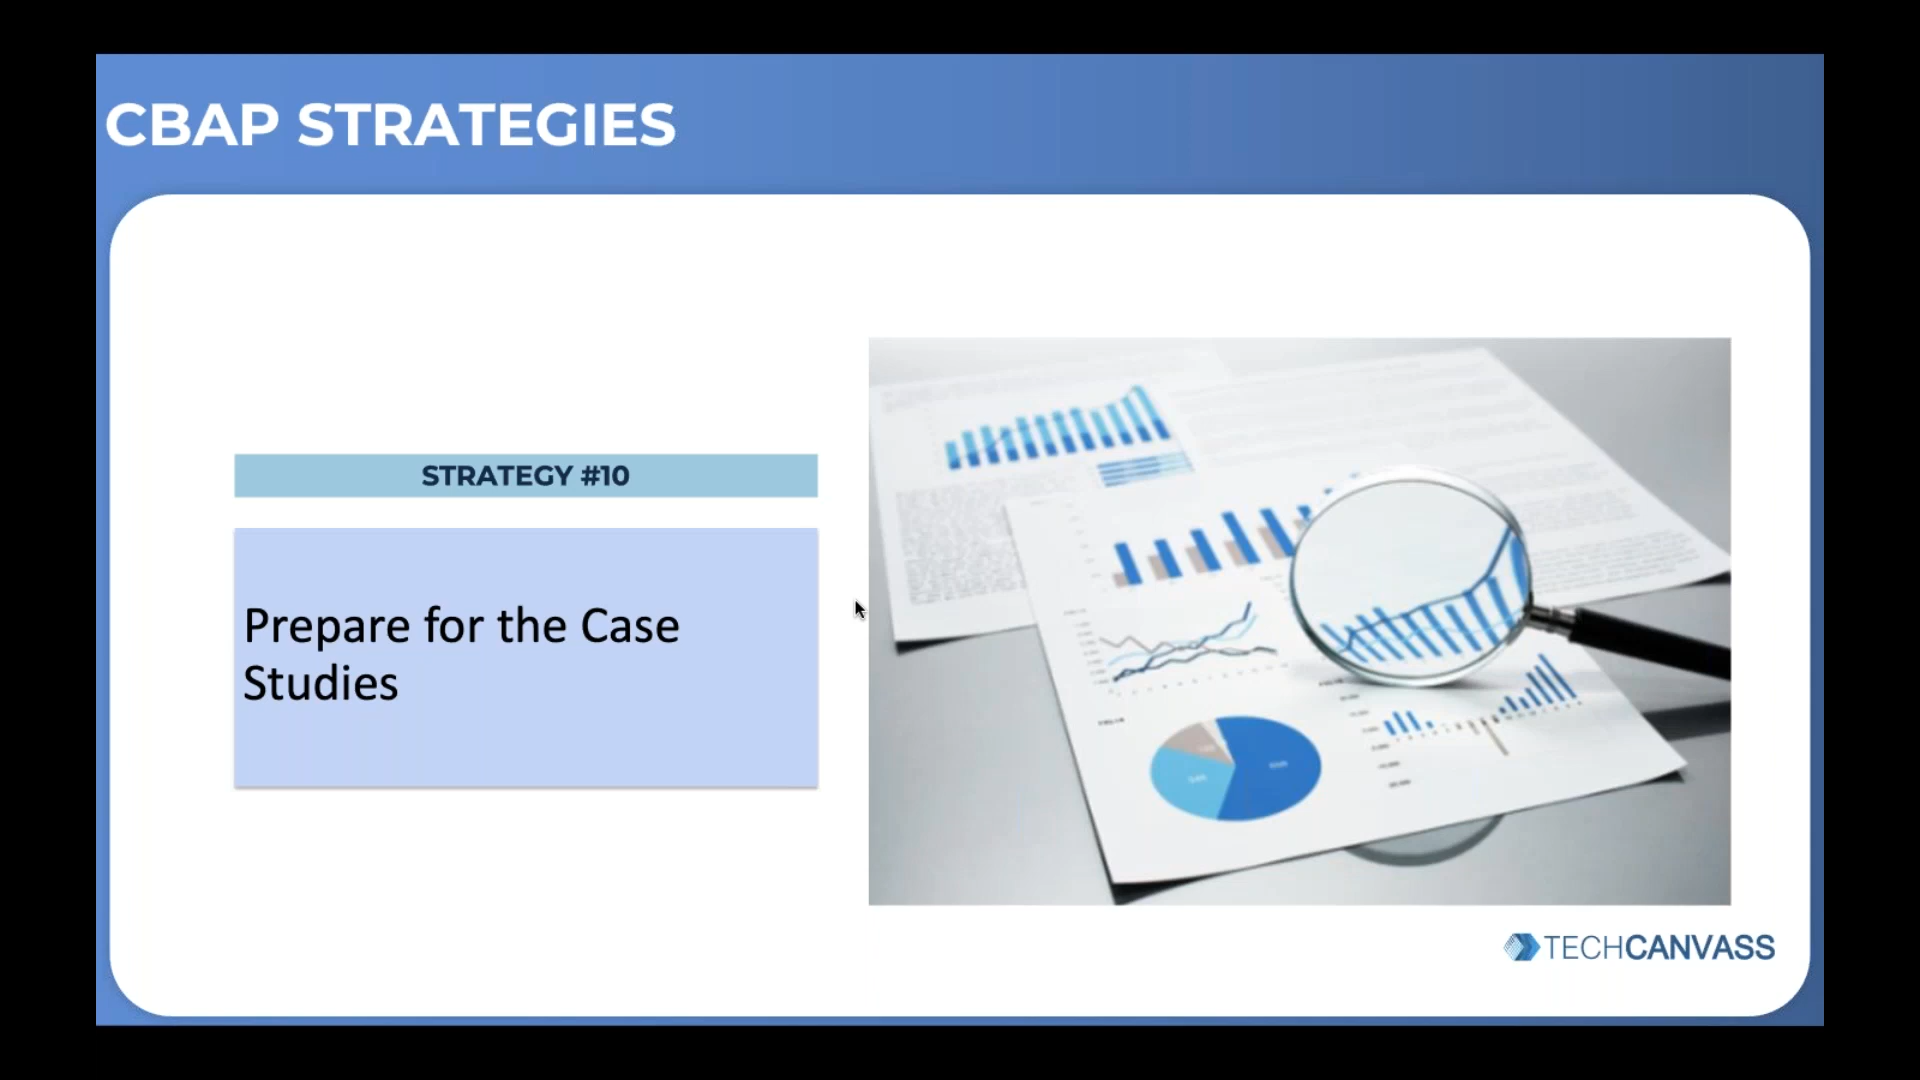 CBAP STRATEGIES
STRATEGY #10
Prepare for the Case
Studies
TECHCANVASS